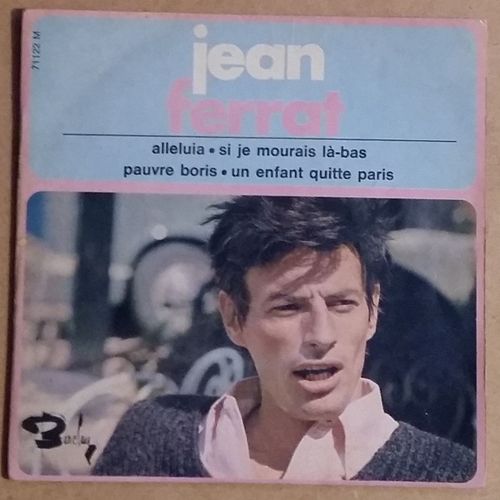 71122 M
jean
ferrat
alleluia • si je mourais là-bas
pauvre boris • un enfant quitte paris
Barclay